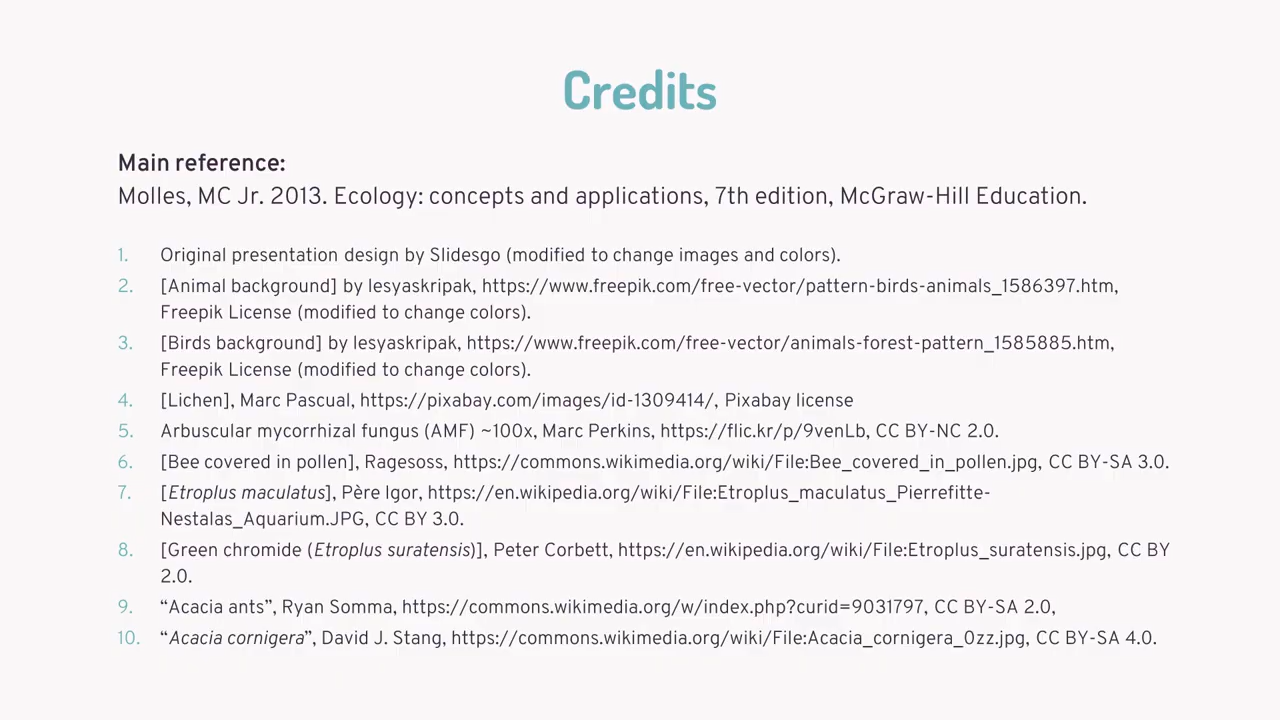 Credits
Main reference:
Molles, MC Jr. 2013. Ecology: concepts and applications, 7th edition, McGraw-Hill Education.
1. Original presentation design by Slidesgo (modified to change images and colors).
2. [Animal background] by lesyaskripak, https://www.freepik.com/free-vector/pattern-birds-animals_1586397.htm,
Freepik License (modified to change colors).
3. [Birds background] by lesyaskripak, https://www.freepik.com/free-vector/animals-forest-pattern_1585885.htm,
Freepik License (modified to change colors).
4. [Lichen], Marc Pascual, https://pixabay.com/images/id-1309414/, Pixabay license
5. Arbuscular mycorrhizal fungus (AMF) ~100x, Marc Perkins, https://flic.kr/p/9venLb, CC BY-NC 2.0.
6. [Bee covered in pollen], Ragesoss, https://commons.wikimedia.org/wiki/File:Bee_covered_in_pollen.jpg, CC BY-SA 3.0.
7. [Etroplus maculatus], Père Igor, https://en.wikipedia.org/wiki/File:Etroplus_maculatus_Pierrefitte-
Nestalas_Aquarium.JPG, CC BY 3.0.
8. [Green chromide (Etroplus suratensis)], Peter Corbett, https://en.wikipedia.org/wiki/File:Etroplus_suratensis.jpg, CC BY
2.0.
9. “Acacia ants”, Ryan Somma, https://commons.wikimedia.org/w/index.php?curid=9031797, CC BY-SA 2.0,
10. “Acacia cornigera”, David J. Stang, https://commons.wikimedia.org/wiki/File:Acacia_cornigera_0zz.jpg, CC BY-SA 4.0.